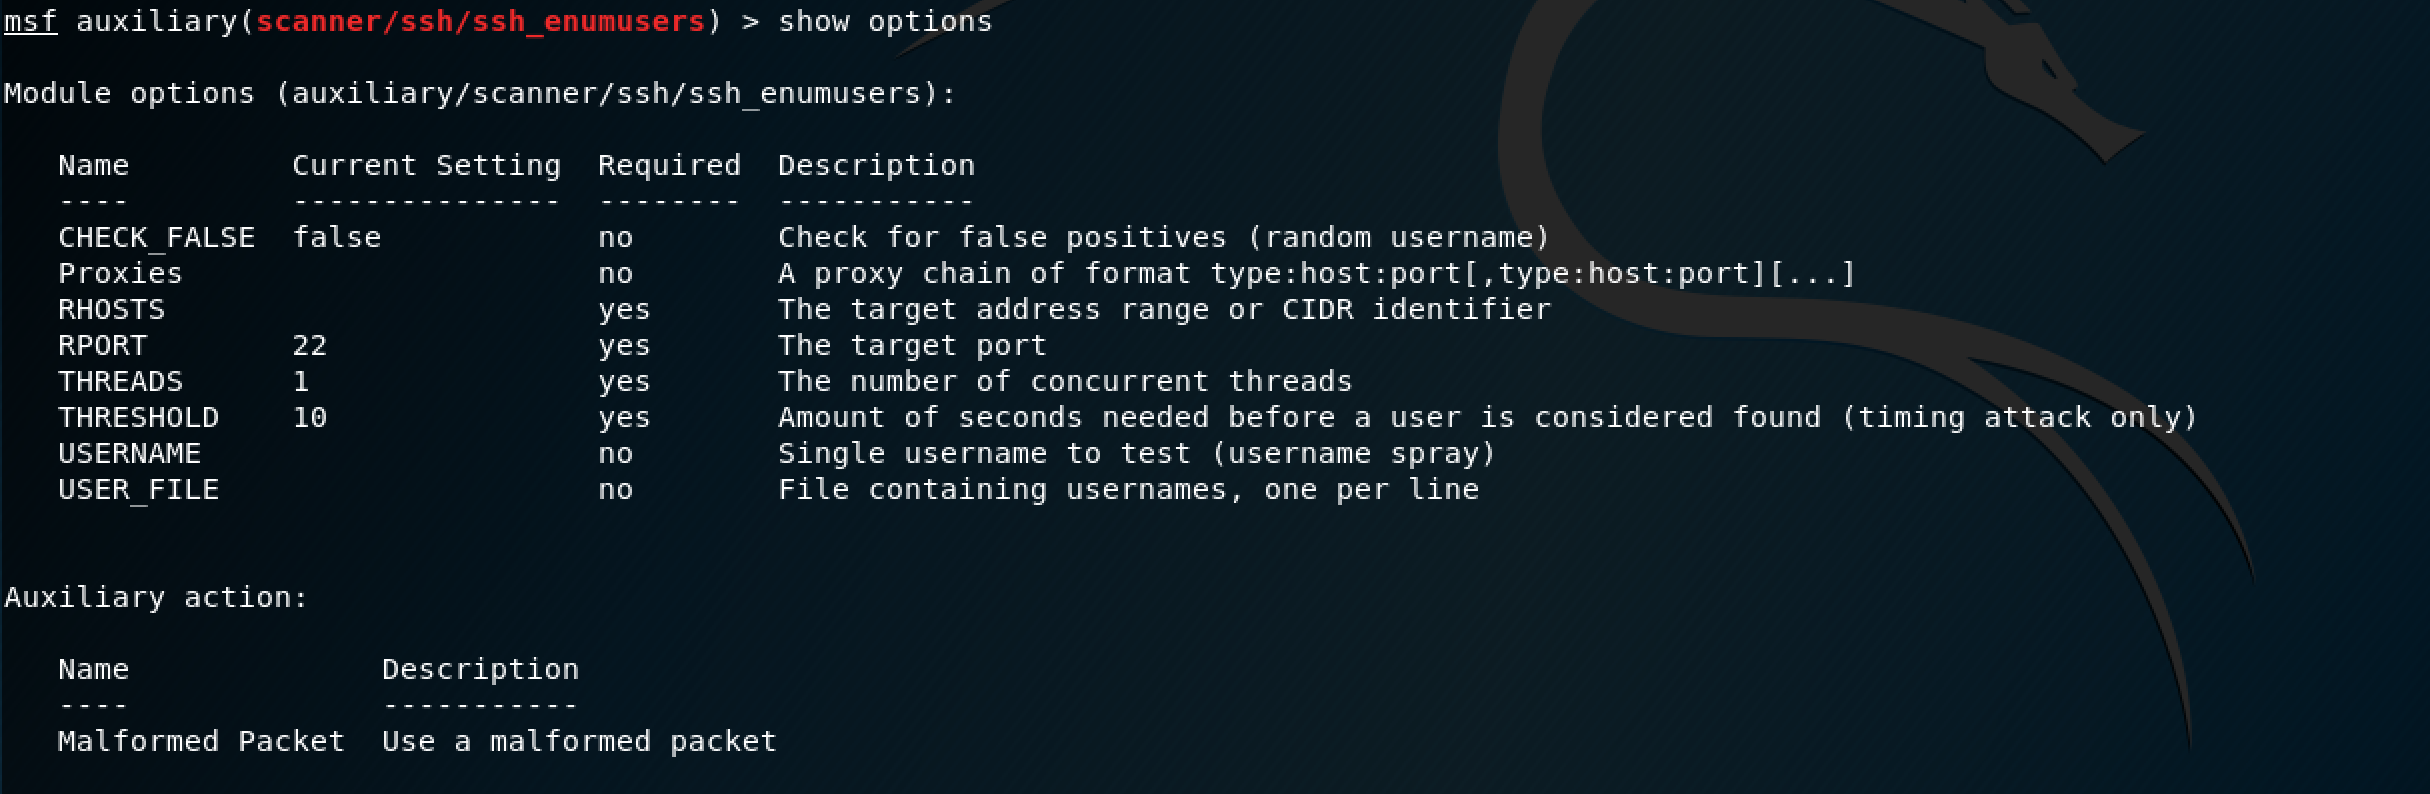 msf auxiliary(scanner/ssh/ssh_enumusers) > show options
Module options (auxiliary/scanner/ssh/ssh_enumusers):
Name Current Setting Required Description
---- --------------- -------- -----------
CHECK_FALSE false no Check for false positives (random username)
Proxies no A proxy chain of format type:host:port[,type:host:port][...]
RHOSTS yes The target address range or CIDR identifier
RPORT 22 yes The target port
THREADS 1 yes The number of concurrent threads
THRESHOLD 10 yes Amount of seconds needed before a user is considered found (timing attack only)
USERNAME no Single username to test (username spray)
USER_FILE no File containing usernames, one per line
Auxiliary action:
Name Description
---- -----------
Malformed Packet Use a malformed packet